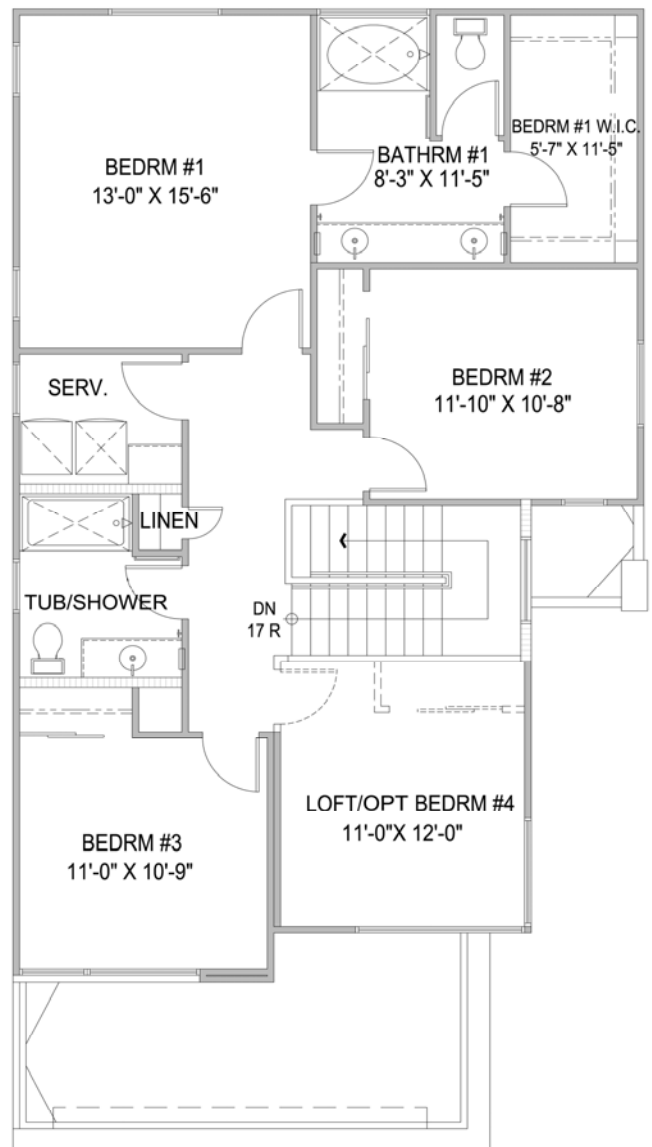 BEDRM #1
13'-0" X 15'-6"
BATHRM #1
8'-3" X 11'-5"
BEDRM #1 W.I.C.
5'-7" X 11'-5"
SERV.
BEDRM #2
11'-10" X 10'-8"
LINEN
TUB/SHOWER
DN
17 R
LOFT/OPT BEDRM #4
11'-0"X 12'-0"
BEDRM #3
11'-0" X 10'-9"